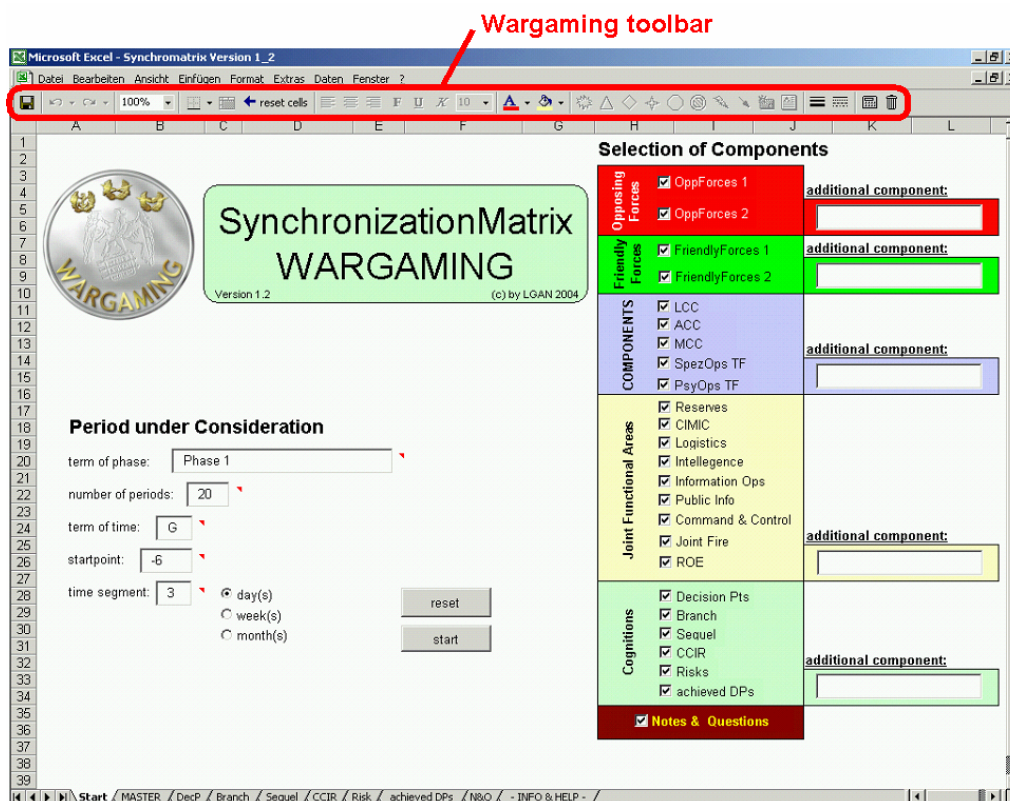 Wargaming toolbar
Microsoft Excel - Synchromatrix Version 1_2
Datei Bearbeiten Ansicht Einfügen Format Extras Daten Fenster ?
100% reset cells F U K 10 A
A B C D E F G H I J K L
1
2
3
4
5
6
7
8
9
10
11
12
13
14
15
16
17
18
19
20
21
22
23
24
25
26
27
28
29
30
31
32
33
34
35
36
37
38
39
WARGAMING
SynchronizationMatrix
WARGAMING
Version 1.2 (c) by LGAN 2004
Period under Consideration
term of phase: Phase 1
number of periods: 20
term of time: G
startpoint: -6
time segment: 3
day(s)
week(s)
month(s)
reset
start
Selection of Components
Opposing Forces
OppForces 1
OppForces 2
additional component:
Friendly Forces
FriendlyForces 1
FriendlyForces 2
additional component:
COMPONENTS
LCC
ACC
MCC
SpezOps TF
PsyOps TF
additional component:
Joint Functional Areas
Reserves
CIMIC
Logistics
Intellegence
Information Ops
Public Info
Command & Control
Joint Fire
ROE
additional component:
Cognitions
Decision Pts
Branch
Sequel
CCIR
Risks
achieved DPs
additional component:
Notes & Questions
Start / MASTER / DecP / Branch / Sequel / CCIR / Risk / achieved DPs / N&Q / - INFO & HELP - /